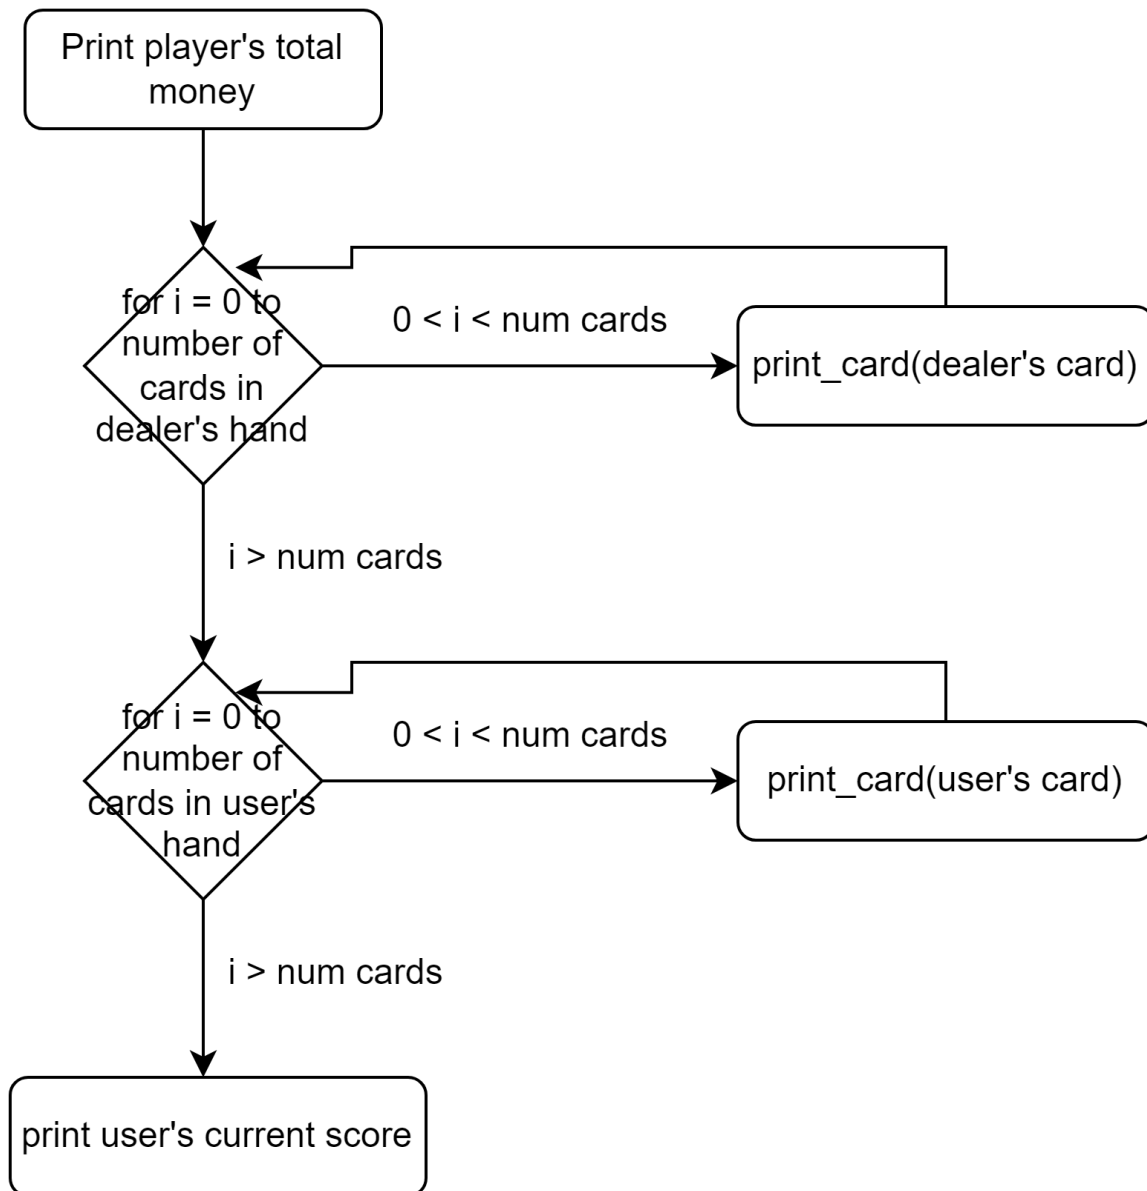 Print player's total
money
for i = 0 to
number of
cards in
dealer's hand
0 < i < num cards
print_card(dealer's card)
i > num cards
for i = 0 to
number of
cards in user's
hand
0 < i < num cards
print_card(user's card)
i > num cards
print user's current score